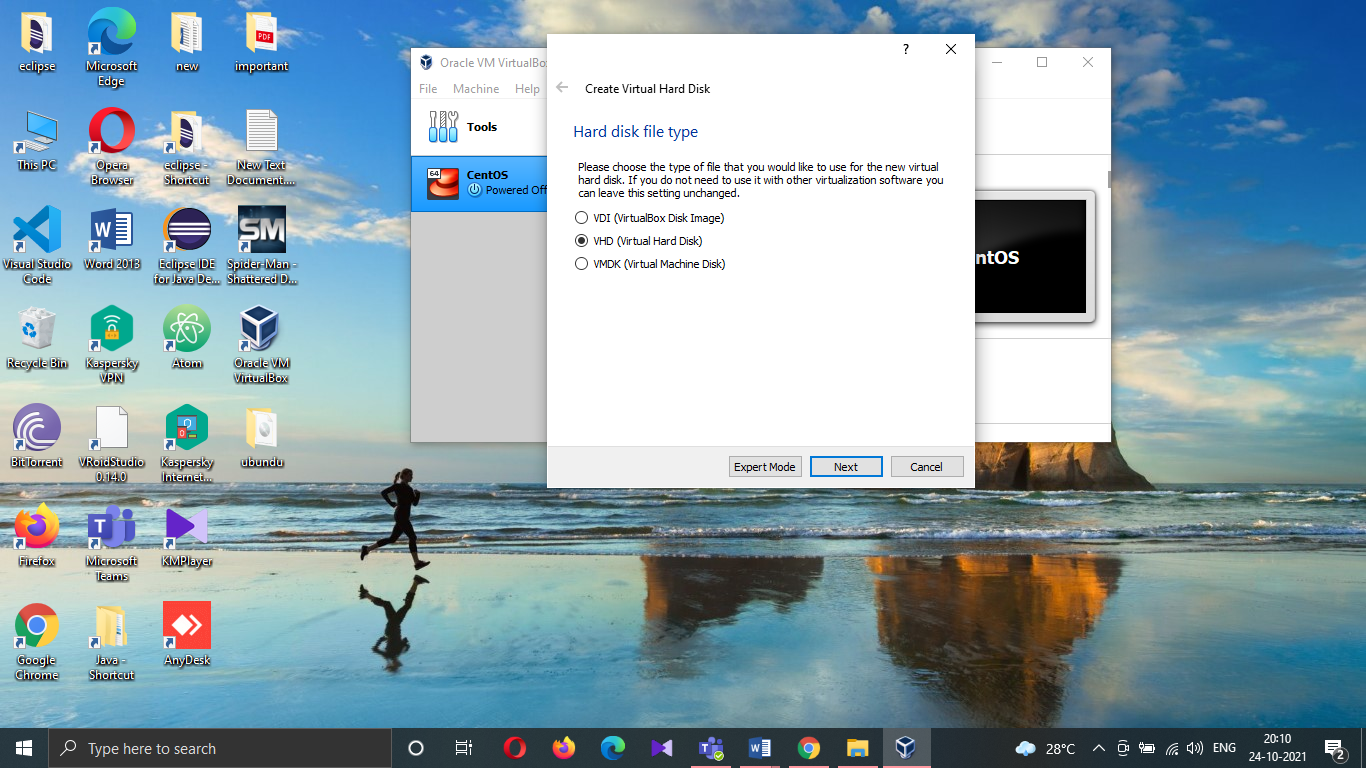 eclipse
Microsoft
Edge
new
important
PDF
This PC
Opera
Browser
eclipse -
Shortcut
New Text
Document....
Visual Studio
Code
Word 2013
Eclipse IDE
for Java De...
SM
Spider-Man -
Shattered D...
Recycle Bin
Kaspersky
VPN
Atom
Oracle VM
VirtualBox
BitTorrent
VRoidStudio
0.14.0
Kaspersky
Internet...
ubundu
Firefox
Microsoft
Teams
KMPlayer
Google
Chrome
Java -
Shortcut
AnyDesk
Oracle VM VirtualBo
File Machine Help
Tools
64
CentOS
Powered Off
ntOS
?
Create Virtual Hard Disk
Hard disk file type
Please choose the type of file that you would like to use for the new virtual
hard disk. If you do not need to use it with other virtualization software you
can leave this setting unchanged.
VDI (VirtualBox Disk Image)
VHD (Virtual Hard Disk)
VMDK (Virtual Machine Disk)
Expert Mode Next Cancel
Type here to search
28°C
ENG
20:10
24-10-2021
2